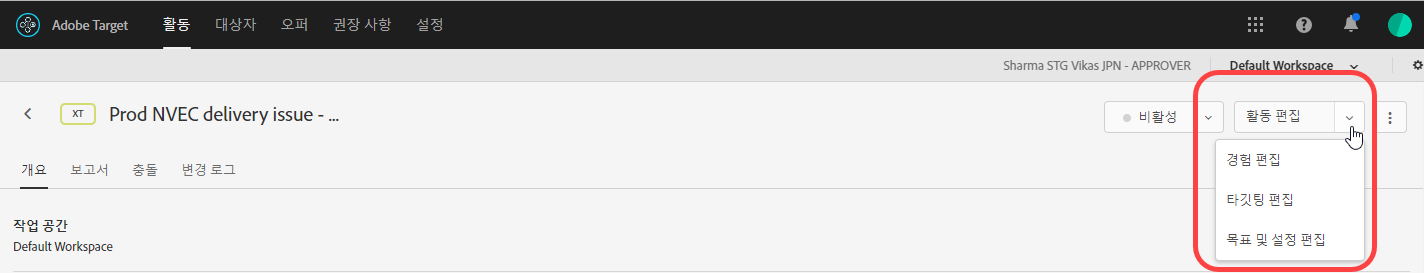 Adobe Target 활동 대상자 오퍼 권장 사항 설정
Sharma STG Vikas JPN - APPROVER Default Workspace
XT Prod NVEC delivery issue - ... 비활성 활동 편집
개요 보고서 충돌 변경 로그
경험 편집
타깃팅 편집
목표 및 설정 편집
작업 공간
Default Workspace